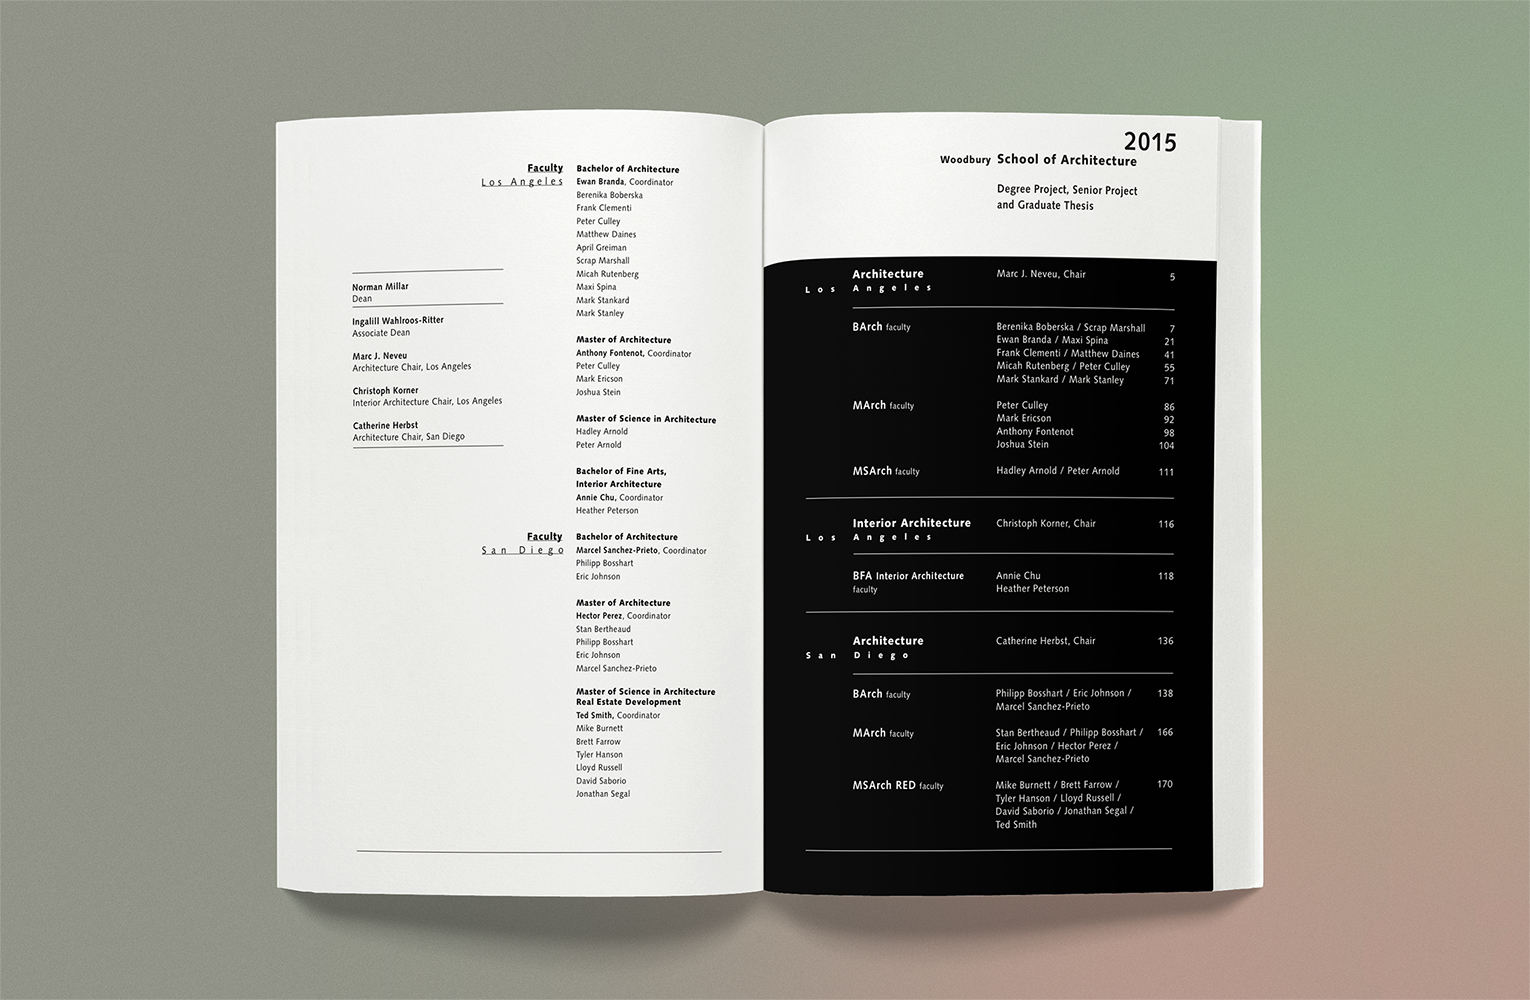 Faculty
Los Angeles
Norman Millar
Dean
Ingalill Wahlroos-Ritter
Associate Dean
Marc J. Neveu
Architecture Chair, Los Angeles
Christoph Korner
Interior Architecture Chair, Los Angeles
Catherine Herbst
Architecture Chair, San Diego
Bachelor of Architecture
Ewan Branda, Coordinator
Berenika Boberska
Frank Clementi
Peter Culley
Matthew Daines
April Greiman
Scrap Marshall
Micah Rutenberg
Maxi Spina
Mark Stankard
Mark Stanley
Master of Architecture
Anthony Fontenot, Coordinator
Peter Culley
Mark Ericson
Joshua Stein
Master of Science in Architecture
Hadley Arnold
Peter Arnold
Bachelor of Fine Arts,
Interior Architecture
Annie Chu, Coordinator
Heather Peterson
Faculty
San Diego
Bachelor of Architecture
Marcel Sanchez-Prieto, Coordinator
Philipp Bosshart
Eric Johnson
Master of Architecture
Hector Perez, Coordinator
Stan Bertheaud
Philipp Bosshart
Eric Johnson
Marcel Sanchez-Prieto
Master of Science in Architecture
Real Estate Development
Ted Smith, Coordinator
Mike Burnett
Brett Farrow
Tyler Hanson
Lloyd Russell
David Saborio
Jonathan Segal
2015
Woodbury School of Architecture
Degree Project, Senior Project
and Graduate Thesis
Architecture Marc J. Neveu, Chair 5
Los Angeles
BArch faculty Berenika Boberska / Scrap Marshall 7
Ewan Branda / Maxi Spina 21
Frank Clementi / Matthew Daines 41
Micah Rutenberg / Peter Culley 55
Mark Stankard / Mark Stanley 71
MArch faculty Peter Culley 86
Mark Ericson 92
Anthony Fontenot 98
Joshua Stein 104
MSArch faculty Hadley Arnold / Peter Arnold 111
Interior Architecture Christoph Korner, Chair 116
Los Angeles
BFA Interior Architecture Annie Chu 118
faculty Heather Peterson
Architecture Catherine Herbst, Chair 136
San Diego
BArch faculty Philipp Bosshart / Eric Johnson / 138
Marcel Sanchez-Prieto
MArch faculty Stan Bertheaud / Philipp Bosshart / 166
Eric Johnson / Hector Perez /
Marcel Sanchez-Prieto
MSArch RED faculty Mike Burnett / Brett Farrow / 170
Tyler Hanson / Lloyd Russell /
David Saborio / Jonathan Segal /
Ted Smith